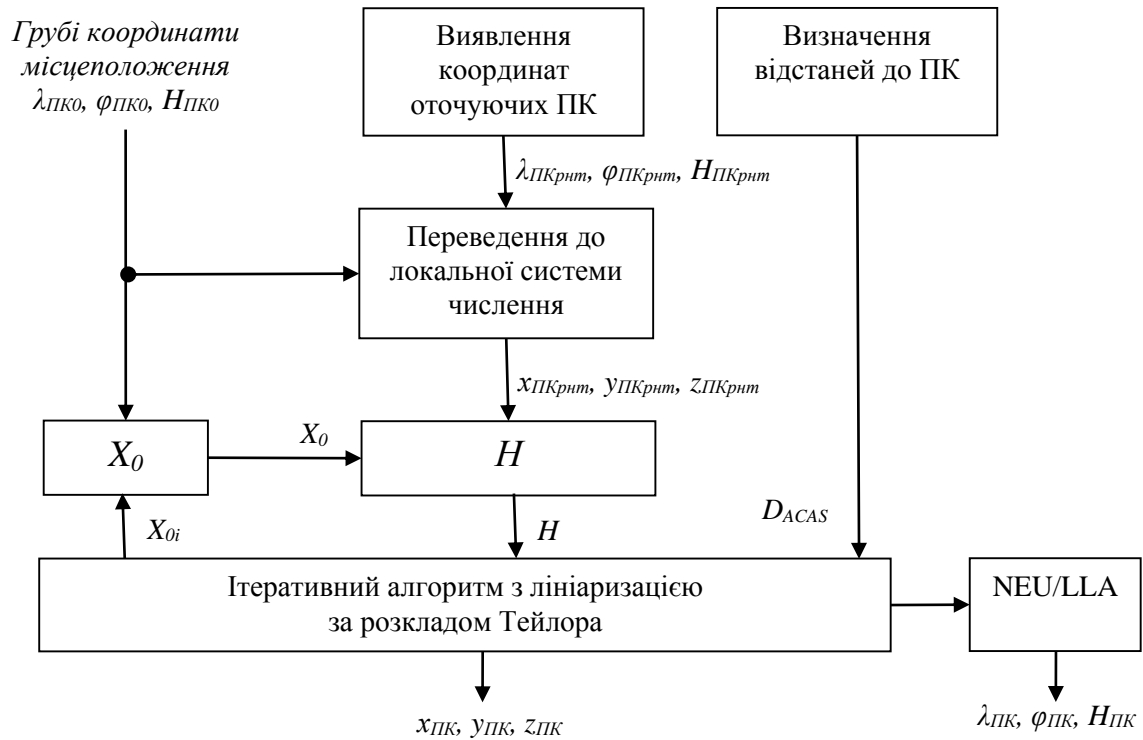 Грубі координати
місцеположення
λПК0, φПК0, HПК0
Виявлення
координат
оточуючих ПК
Визначення
відстаней до ПК
λПКрнт, φПКрнт, HПКрнт
Переведення до
локальної системи
числення
xПКрнт, yПКрнт, zПКрнт
X0
X0
H
X0i
H
DACAS
Ітеративний алгоритм з лініаризацією
за розкладом Тейлора
NEU/LLA
xПК, yПК, zПК
λПК, φПК, HПК